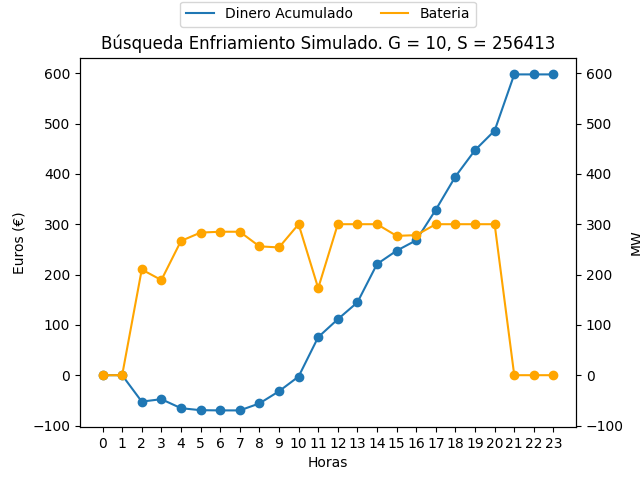 Dinero Acumulado Bateria
Búsqueda Enfriamiento Simulado. G = 10, S = 256413
600 600
500 500
400 400
300 300
Euros (€) MW
200 200
100 100
0 0
−100 −100
0 1 2 3 4 5 6 7 8 9 10 11 12 13 14 15 16 17 18 19 20 21 22 23
Horas